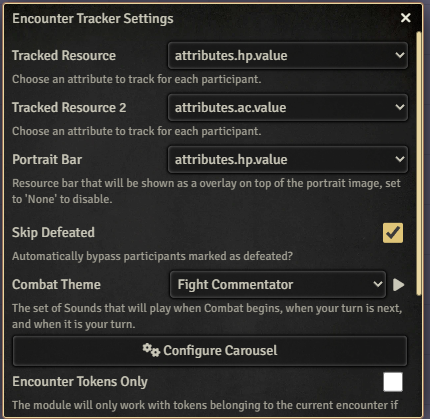 Encounter Tracker Settings
Tracked Resource
attributes.hp.value
Choose an attribute to track for each participant.
Tracked Resource 2
attributes.ac.value
Choose an attribute to track for each participant.
Portrait Bar
attributes.hp.value
Resource bar that will be shown as a overlay on top of the portrait image, set
to 'None' to disable.
Skip Defeated
Automatically bypass participants marked as defeated?
Combat Theme
Fight Commentator
The set of Sounds that will play when Combat begins, when your turn is next,
and when it is your turn.
Configure Carousel
Encounter Tokens Only
The module will only work with tokens belonging to the current encounter if